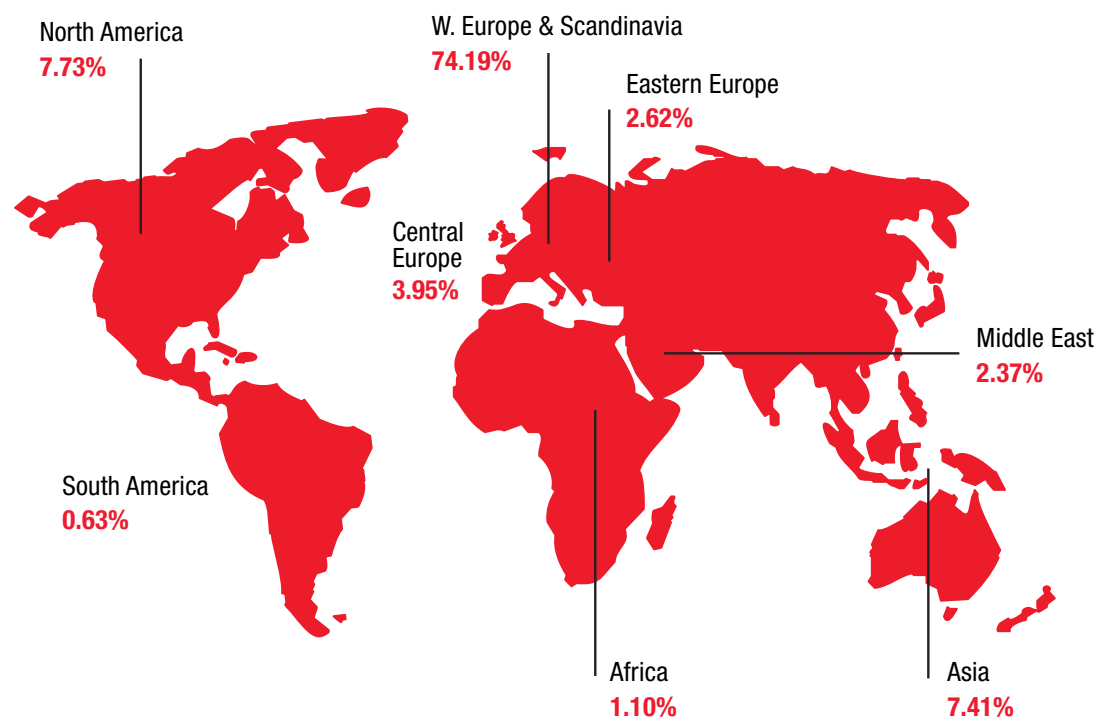 North America
7.73%
W. Europe & Scandinavia
74.19%
Eastern Europe
2.62%
Central
Europe
3.95%
Middle East
2.37%
South America
0.63%
Africa
1.10%
Asia
7.41%